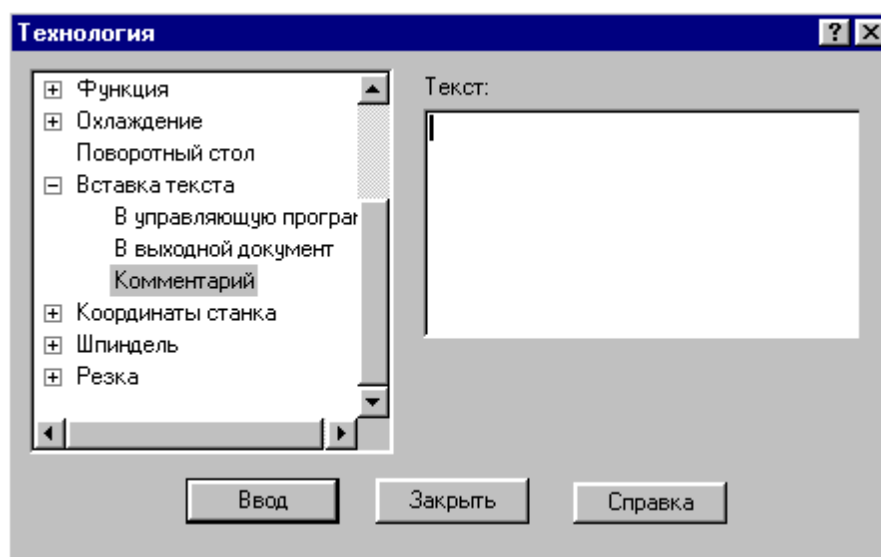 Технология
Функция
Охлаждение
Поворотный стол
Вставка текста
В управляющую програм
В выходной документ
Комментарий
Координаты станка
Шпиндель
Резка
Текст:
Ввод
Закрыть
Справка